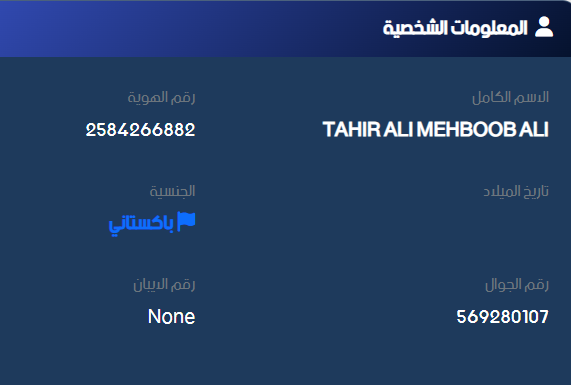 المعلومات الشخصية
الاسم الكامل
TAHIR ALI MEHBOOB ALI
رقم الهوية
2584266882
تاريخ الميلاد
الجنسية
باكستاني
رقم الجوال
569280107
رقم الايبان
None